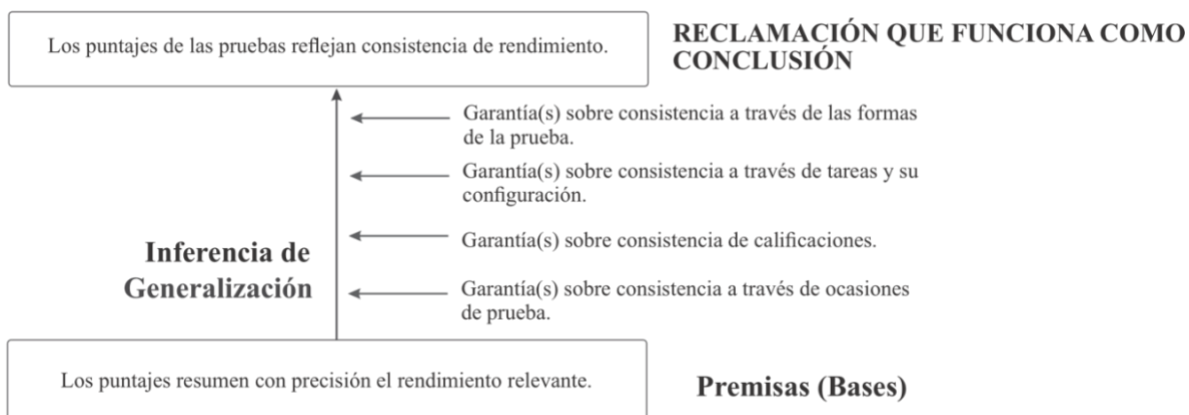 Los puntajes de las pruebas reflejan consistencia de rendimiento.
RECLAMACIÓN QUE FUNCIONA COMO
CONCLUSIÓN
Garantía(s) sobre consistencia a través de las formas
de la prueba.
Garantía(s) sobre consistencia a través de tareas y su
configuración.
Inferencia de
Generalización
Garantía(s) sobre consistencia de calificaciones.
Garantía(s) sobre consistencia a través de ocasiones
de prueba.
Los puntajes resumen con precisión el rendimiento relevante.
Premisas (Bases)